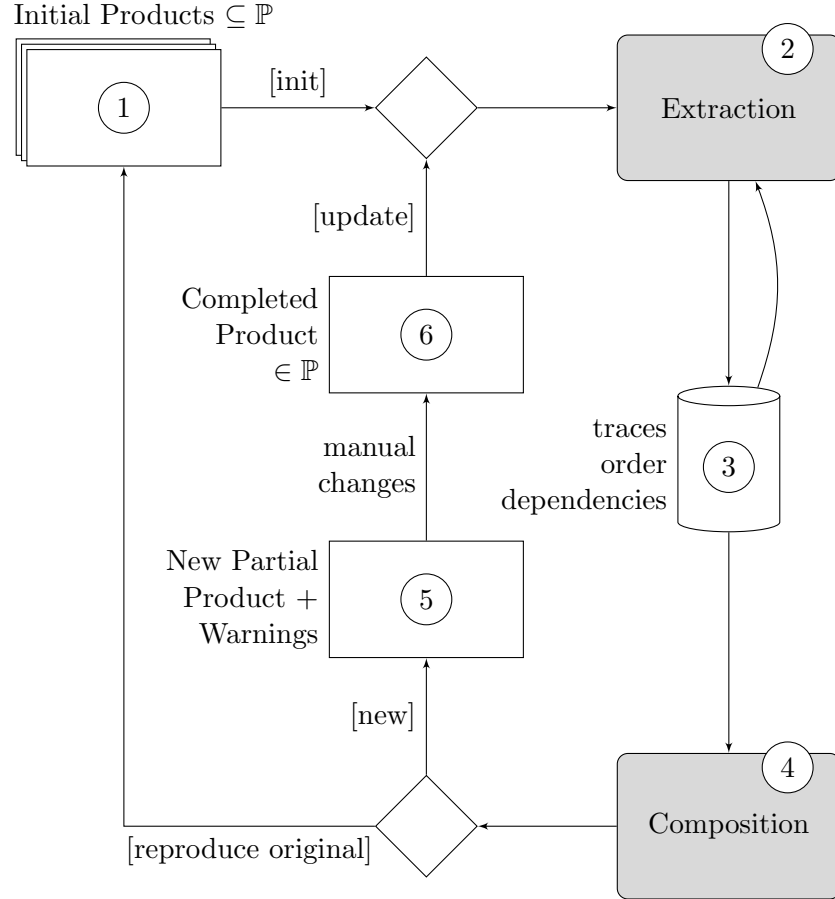 Initial Products ⊆ ℙ
1
[init]
2
Extraction
[update]
Completed
Product
∈ ℙ
6
manual
changes
traces
order
dependencies
3
New Partial
Product +
Warnings
5
[new]
4
Composition
[reproduce original]